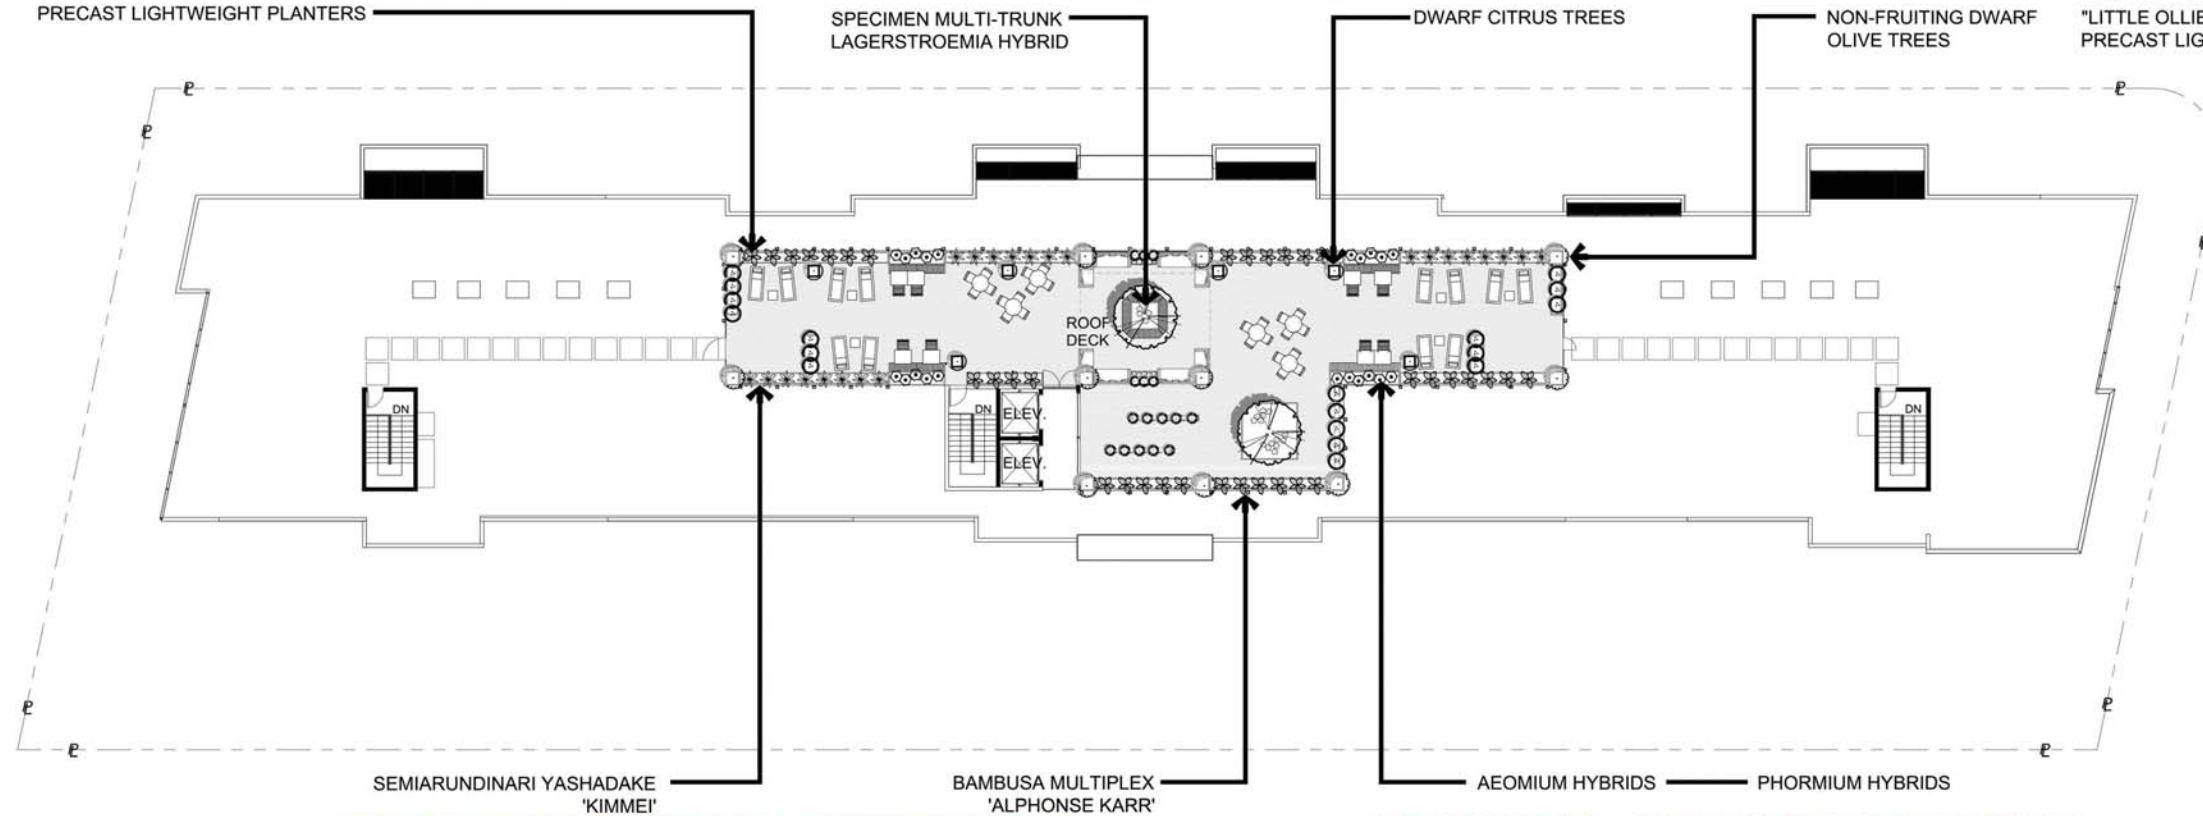 PRECAST LIGHTWEIGHT PLANTERS
SPECIMEN MULTI-TRUNK
LAGERSTROEMIA HYBRID
DWARF CITRUS TREES
NON-FRUITING DWARF
OLIVE TREES
"LITTLE OLLIE
PRECAST LIG
ROOF
DECK
DN
DN
ELEV.
ELEV.
DN
SEMIARUNDINARI YASHADAKE
'KIMMEI'
BAMBUSA MULTIPLEX
'ALPHONSE KARR'
AEOMIUM HYBRIDS
PHORMIUM HYBRIDS